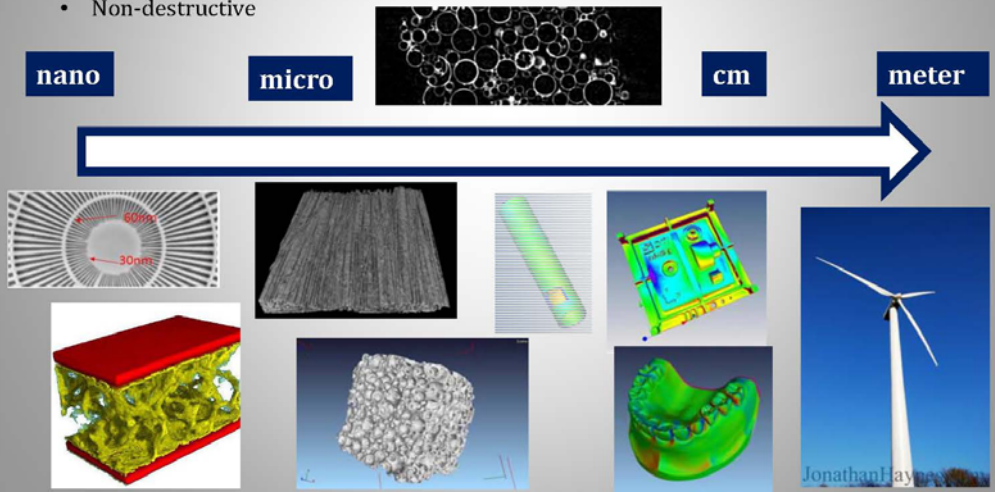 • Non-destructive
nano
micro
cm
meter
60nm
30nm